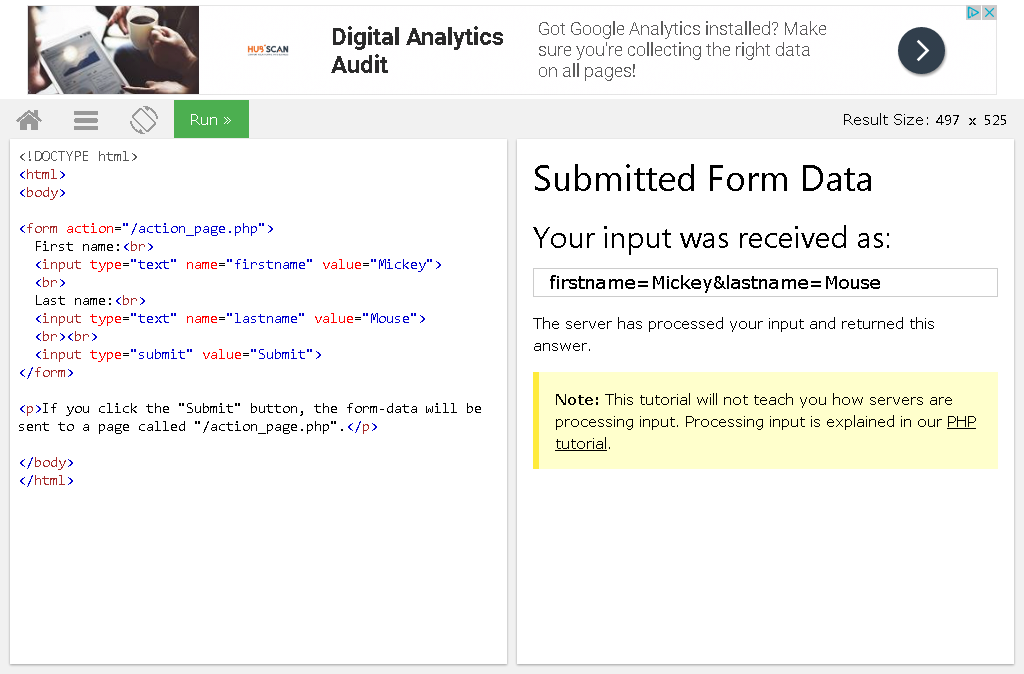 HUB'SCAN
Digital Analytics
Audit
Got Google Analytics installed? Make
sure you're collecting the right data
on all pages!
Run »
Result Size: 497 x 525
<!DOCTYPE html>
<html>
<body>
<form action="/action_page.php">
First name:<br>
<input type="text" name="firstname" value="Mickey">
<br>
Last name:<br>
<input type="text" name="lastname" value="Mouse">
<br><br>
<input type="submit" value="Submit">
</form>
<p>If you click the "Submit" button, the form-data will be
sent to a page called "/action_page.php".</p>
</body>
</html>
Submitted Form Data
Your input was received as:
firstname=Mickey&lastname=Mouse
The server has processed your input and returned this
answer.
Note: This tutorial will not teach you how servers are
processing input. Processing input is explained in our PHP
tutorial.